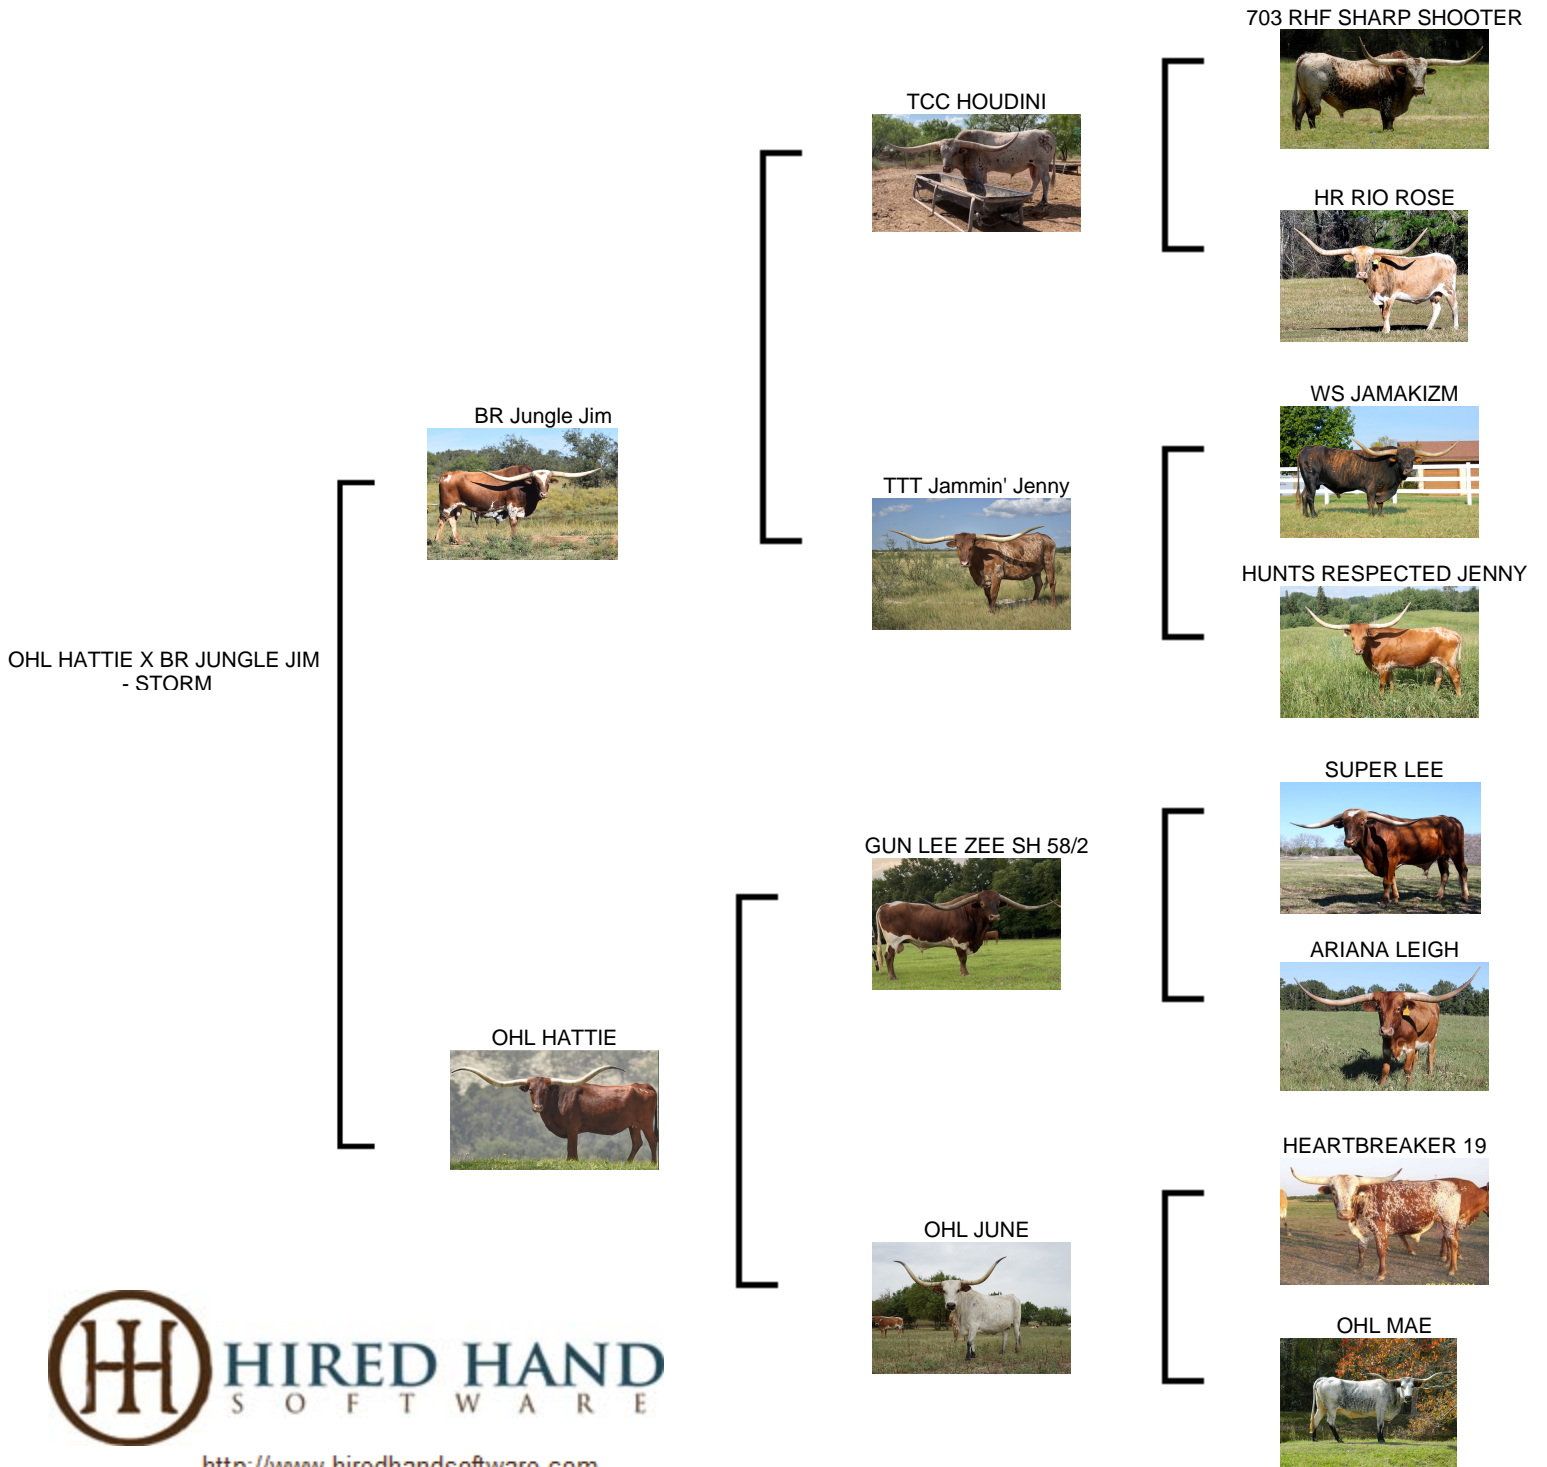 703 RHF SHARP SHOOTER
TCC HOUDINI
HR RIO ROSE
WS JAMAKIZM
BR Jungle Jim
TTT Jammin' Jenny
HUNTS RESPECTED JENNY
OHL HATTIE X BR JUNGLE JIM
- STORM
SUPER LEE
GUN LEE ZEE SH 58/2
ARIANA LEIGH
OHL HATTIE
HEARTBREAKER 19
OHL JUNE
OHL MAE
HIRED HAND
SOFTWARE
http://www.hiredhandsoftware.com